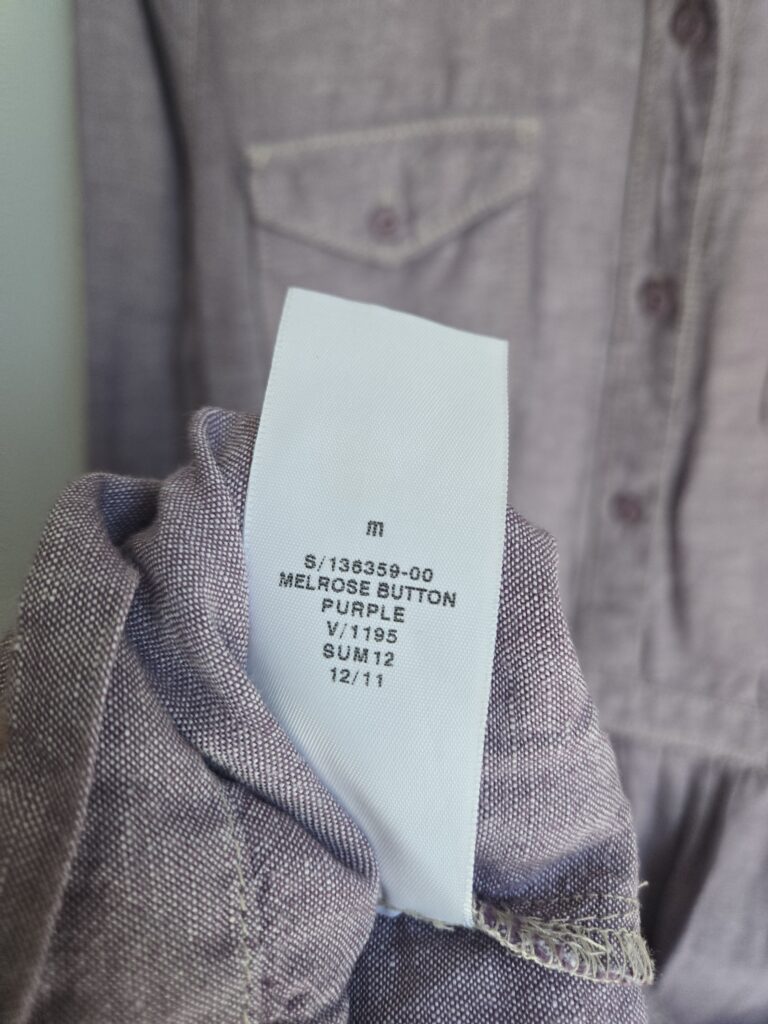 m
S/136359-00
MELROSE BUTTON
PURPLE
V/1195
SUM12
12/11